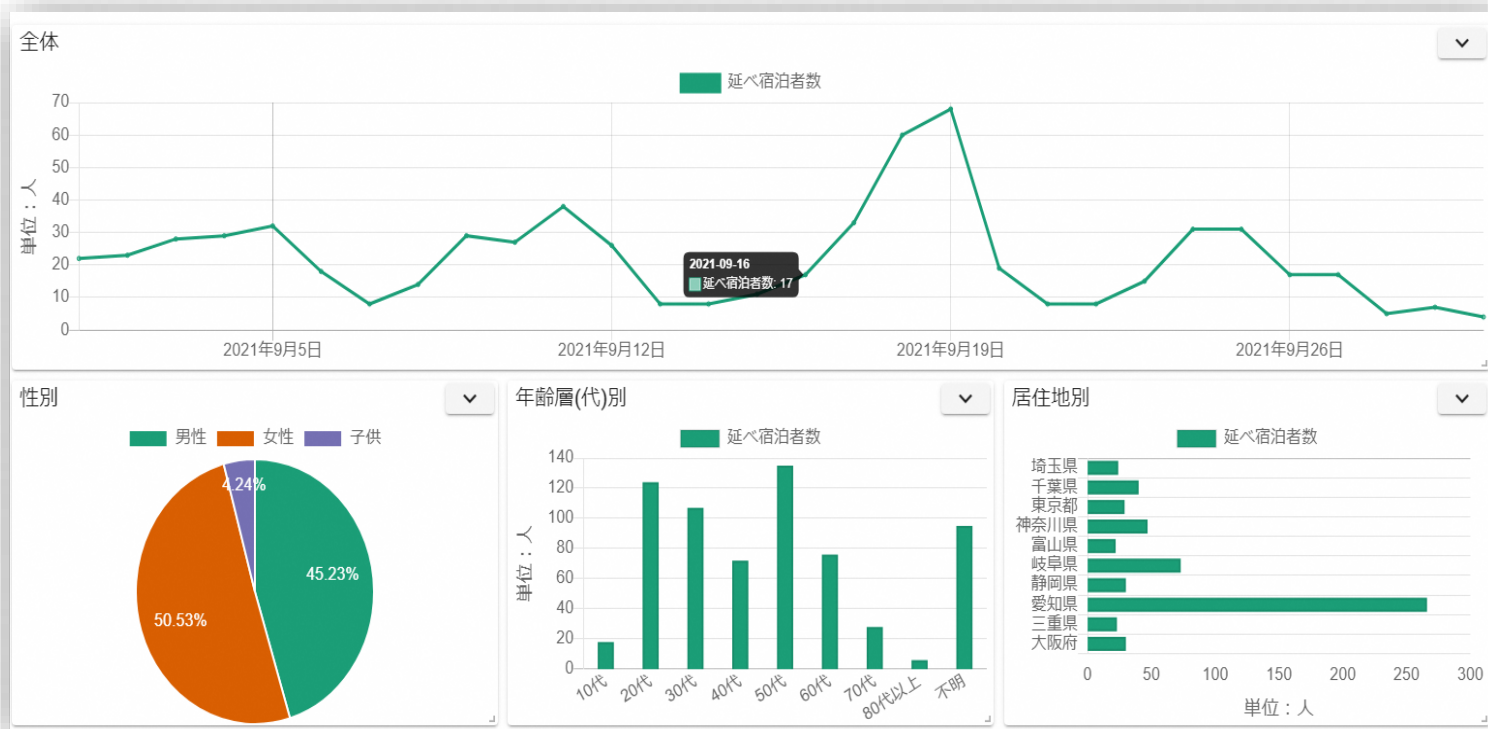 全体
延べ宿泊者数
70
60
50
40
30
20
10
0
単位：人
2021-09-16
延べ宿泊者数: 17
2021年9月5日 2021年9月12日 2021年9月19日 2021年9月26日
性別
男性 女性 子供
4.24%
45.23%
50.53%
年齢層(代)別
延べ宿泊者数
140
120
100
80
60
40
20
0
単位：人
10代 20代 30代 40代 50代 60代 70代 80代以上 不明
居住地別
延べ宿泊者数
埼玉県
千葉県
東京都
神奈川県
富山県
岐阜県
静岡県
愛知県
三重県
大阪府
0 50 100 150 200 250 300
単位：人